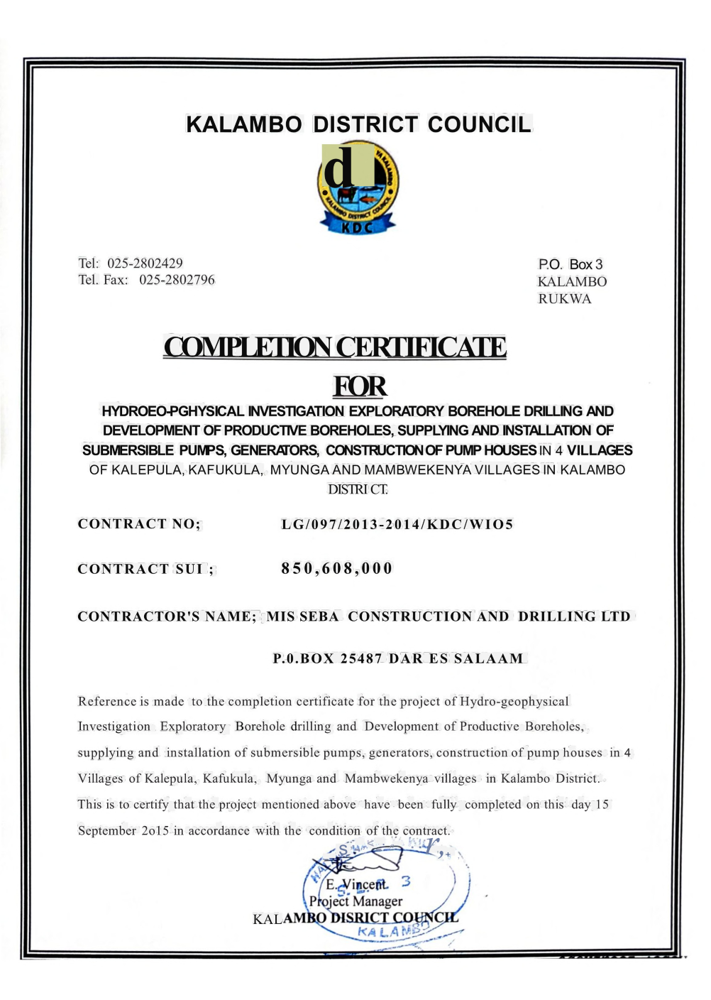 KALAMBO DISTRICT COUNCIL
d
YA KALAMBO
KALAMBO DISTRICT COUNCIL
KDC
Tel: 025-2802429
Tel. Fax: 025-2802796
P.O. Box 3
KALAMBO
RUKWA
COMPLETION CERTIFICATE
FOR
HYDROEO-PGHYSICAL INVESTIGATION EXPLORATORY BOREHOLE DRILLING AND
DEVELOPMENT OF PRODUCTIVE BOREHOLES, SUPPLYING AND INSTALLATION OF
SUBMERSIBLE PUMPS, GENERATORS, CONSTRUCTION OF PUMP HOUSES IN 4 VILLAGES
OF KALEPULA, KAFUKULA, MYUNGA AND MAMBWEKENYA VILLAGES IN KALAMBO
DISTRI CT.
CONTRACT NO; LG/097/2013-2014/KDC/WIO5
CONTRACT SUI ; 850,608,000
CONTRACTOR'S NAME; MIS SEBA CONSTRUCTION AND DRILLING LTD
P.0.BOX 25487 DAR ES SALAAM
Reference is made to the completion certificate for the project of Hydro-geophysical
Investigation Exploratory Borehole drilling and Development of Productive Boreholes,
supplying and installation of submersible pumps, generators, construction of pump houses in 4
Villages of Kalepula, Kafukula, Myunga and Mambwekenya villages in Kalambo District.
This is to certify that the project mentioned above have been fully completed on this day 15
September 2o15 in accordance with the condition of the contract.
E. Vincent
S. L. P. 3
Project Manager
KALAMBO DISRICT COUNCIL
KALAMBO